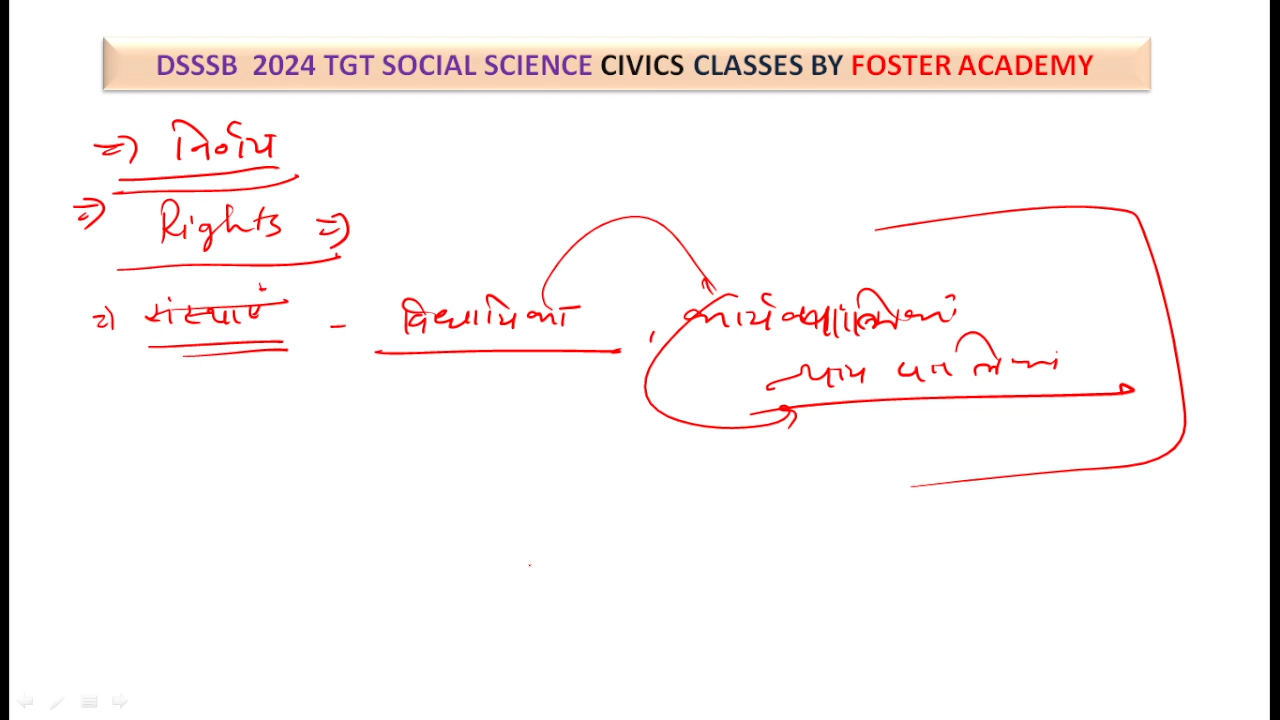 DSSSB 2024 TGT SOCIAL SCIENCE CIVICS CLASSES BY FOSTER ACADEMY
⇒ निर्णय
⇒ Rights ⇒
⇒ संस्थाएं - विधायिका , कार्यपालिका
न्यायपालिका